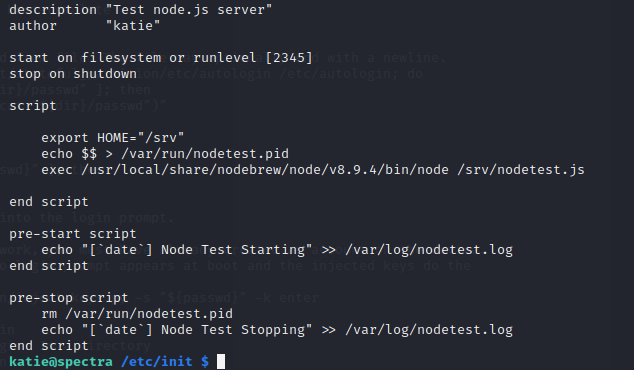 description "Test node.js server"
author      "katie"
start on filesystem or runlevel [2345]
stop on shutdown
script
    export HOME="/srv"
    echo $$ > /var/run/nodetest.pid
    exec /usr/local/share/nodebrew/node/v8.9.4/bin/node /srv/nodetest.js
end script
pre-start script
    echo "[`date`] Node Test Starting" >> /var/log/nodetest.log
end script
pre-stop script
    rm /var/run/nodetest.pid
    echo "[`date`] Node Test Stopping" >> /var/log/nodetest.log
end script
katie@spectra /etc/init $